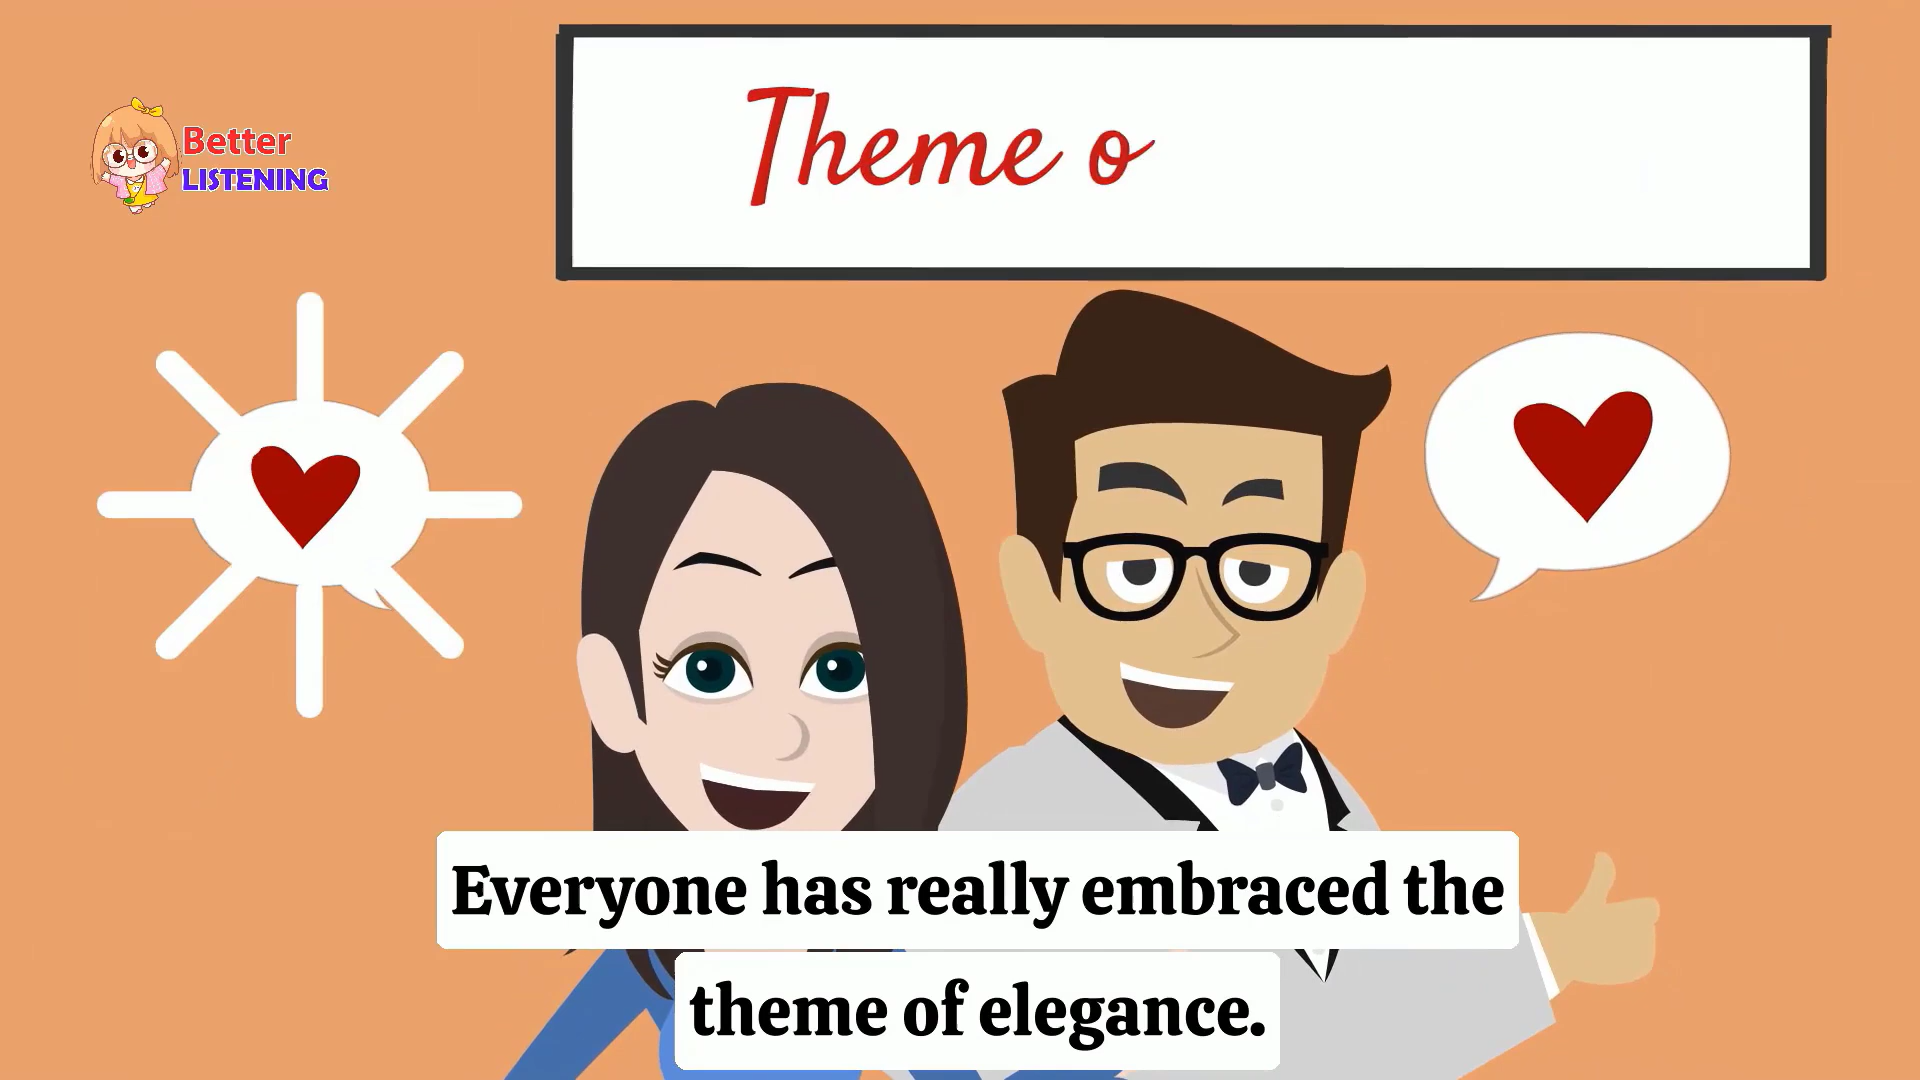 Better
LISTENING
Theme o
Everyone has really embraced the
theme of elegance.